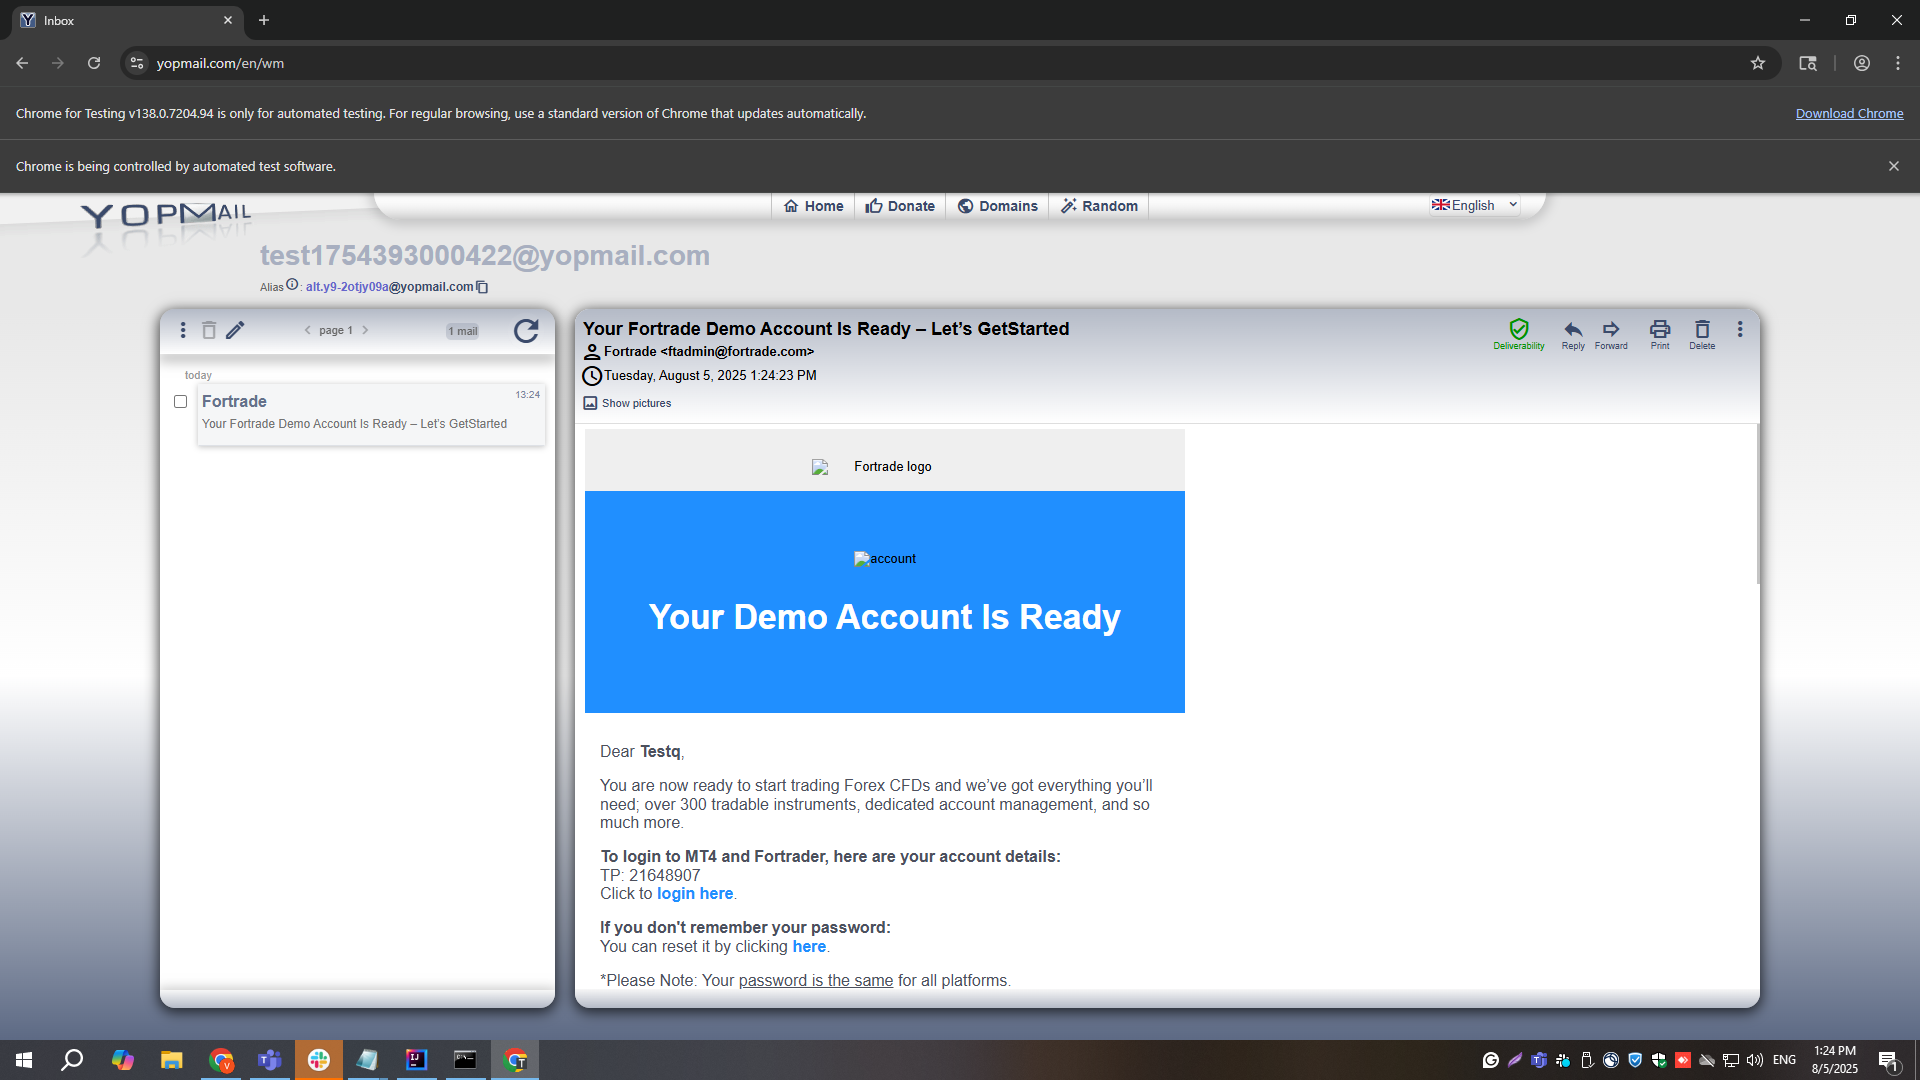 Inbox
yopmail.com/en/wm
Chrome for Testing v138.0.7204.94 is only for automated testing. For regular browsing, use a standard version of Chrome that updates automatically.
Download Chrome
Chrome is being controlled by automated test software.
YOPMAIL
Home
Donate
Domains
Random
English
test1754393000422@yopmail.com
Alias : alt.y9-2otjy09a@yopmail.com
page 1
1 mail
today
Fortrade
13:24
Your Fortrade Demo Account Is Ready – Let's GetStarted
Your Fortrade Demo Account Is Ready – Let’s GetStarted
Fortrade <ftadmin@fortrade.com>
Tuesday, August 5, 2025 1:24:23 PM
Show pictures
Deliverability
Reply
Forward
Print
Delete
Fortrade logo
account
Your Demo Account Is Ready
Dear Testq,
You are now ready to start trading Forex CFDs and we’ve got everything you’ll
need; over 300 tradable instruments, dedicated account management, and so
much more.
To login to MT4 and Fortrader, here are your account details:
TP: 21648907
Click to login here.
If you don't remember your password:
You can reset it by clicking here.
*Please Note: Your password is the same for all platforms.
ENG
1:24 PM
8/5/2025
1